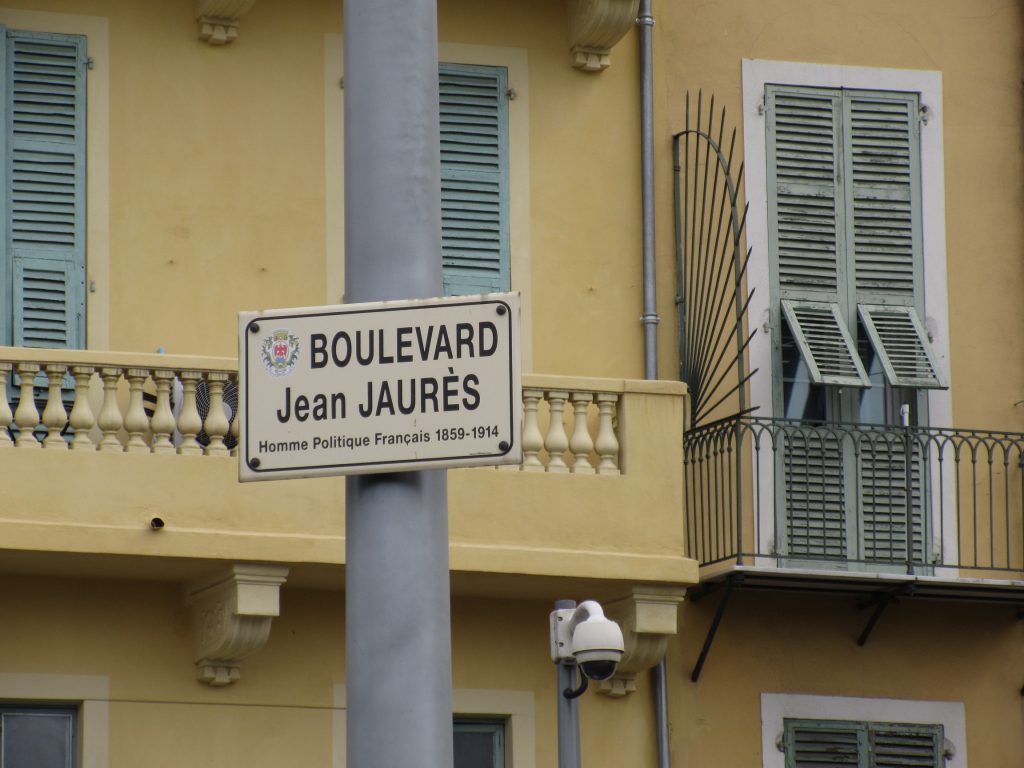 BOULEVARD
Jean JAURÈS
Homme Politique Français 1859-1914